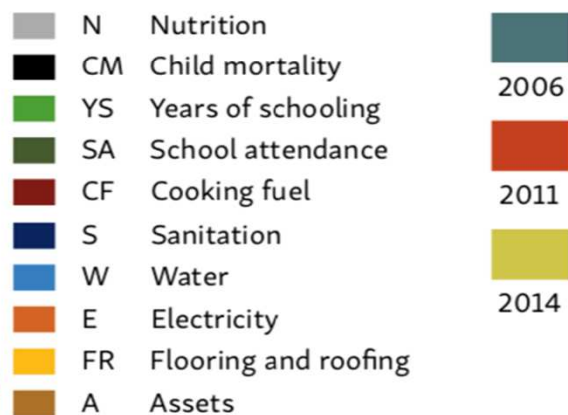 N Nutrition
CM Child mortality
YS Years of schooling
SA School attendance
CF Cooking fuel
S Sanitation
W Water
E Electricity
FR Flooring and roofing
A Assets
2006
2011
2014